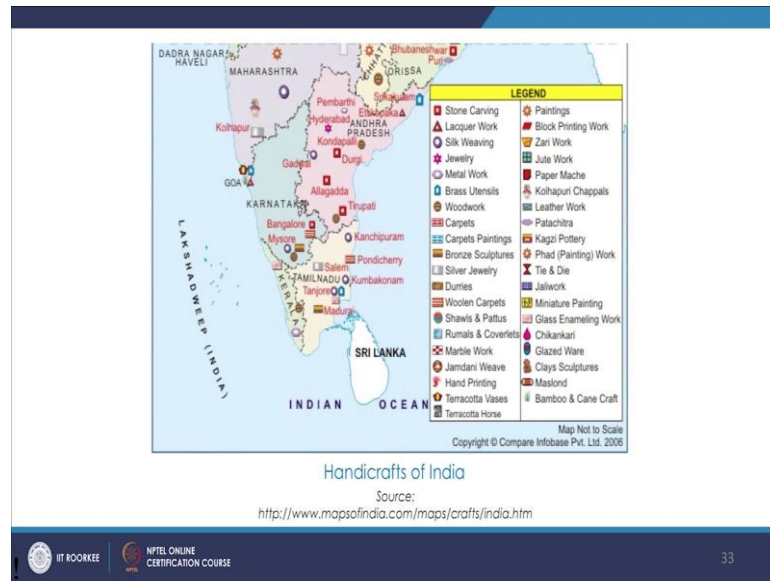 DADRA NAGAR
HAVELI
MAHARASHTRA
CHHATT
Bhubaneshwar
Puri
ORISSA
Pembarthi
Hyderabad
Srikakulam
Etikopaka
ANDHRA
PRADESH
Kolhapur
Kondapalli
Gadwal
Durgi
GOA
Allagadda
KARNATAKA
Tirupati
Bangalore
Mysore
Kanchipuram
Pondicherry
Salem
TAMILNADU
Kumbakonam
KERALA
Tanjore
Madurai
LAKSHADWEEP (INDIA)
SRI LANKA
INDIAN OCEAN
LEGEND
Stone Carving
Lacquer Work
Silk Weaving
Jewelry
Metal Work
Brass Utensils
Woodwork
Carpets
Carpets Paintings
Bronze Sculptures
Silver Jewelry
Durries
Woolen Carpets
Shawls & Pattus
Rumals & Coverlets
Marble Work
Jamdani Weave
Hand Printing
Terracotta Vases
Terracotta Horse
Paintings
Block Printing Work
Zari Work
Jute Work
Paper Mache
Kolhapuri Chappals
Leather Work
Patachitra
Kagzi Pottery
Phad (Painting) Work
Tie & Die
Jaliwork
Miniature Painting
Glass Enameling Work
Chikankari
Glazed Ware
Clays Sculptures
Maslond
Bamboo & Cane Craft
Map Not to Scale
Copyright © Compare Infobase Pvt. Ltd. 2006
Handicrafts of India
Source:
http://www.mapsofindia.com/maps/crafts/india.htm
!
IIT ROORKEE
NPTEL ONLINE
CERTIFICATION COURSE
33